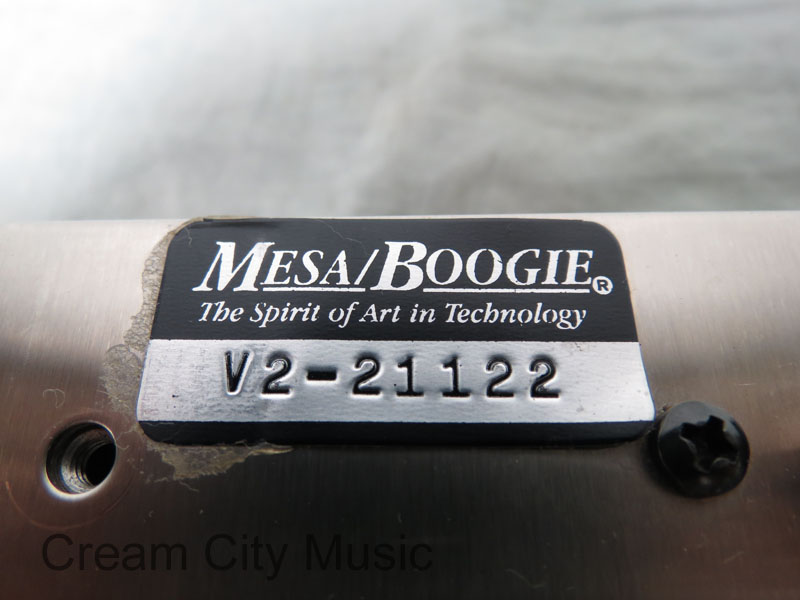 MESA/BOOGIE®
The Spirit of Art in Technology
V2-21122
Cream City Music